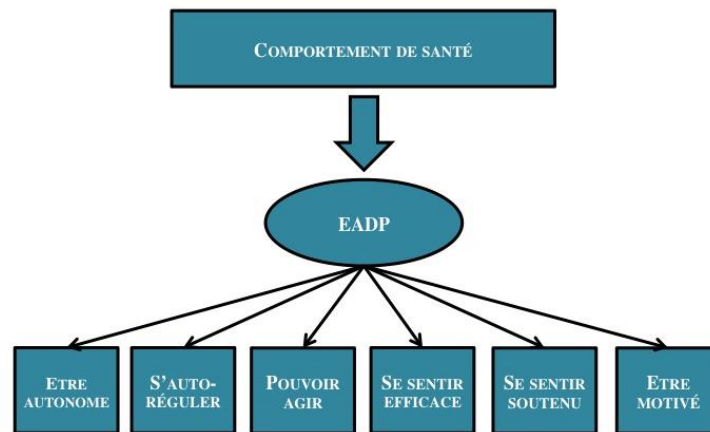 COMPORTEMENT DE SANTÉ
EADP
ETRE
AUTONOME
S'AUTO-
RÉGULER
POUVOIR
AGIR
SE SENTIR
EFFICACE
SE SENTIR
SOUTENU
ETRE
MOTIVÉ